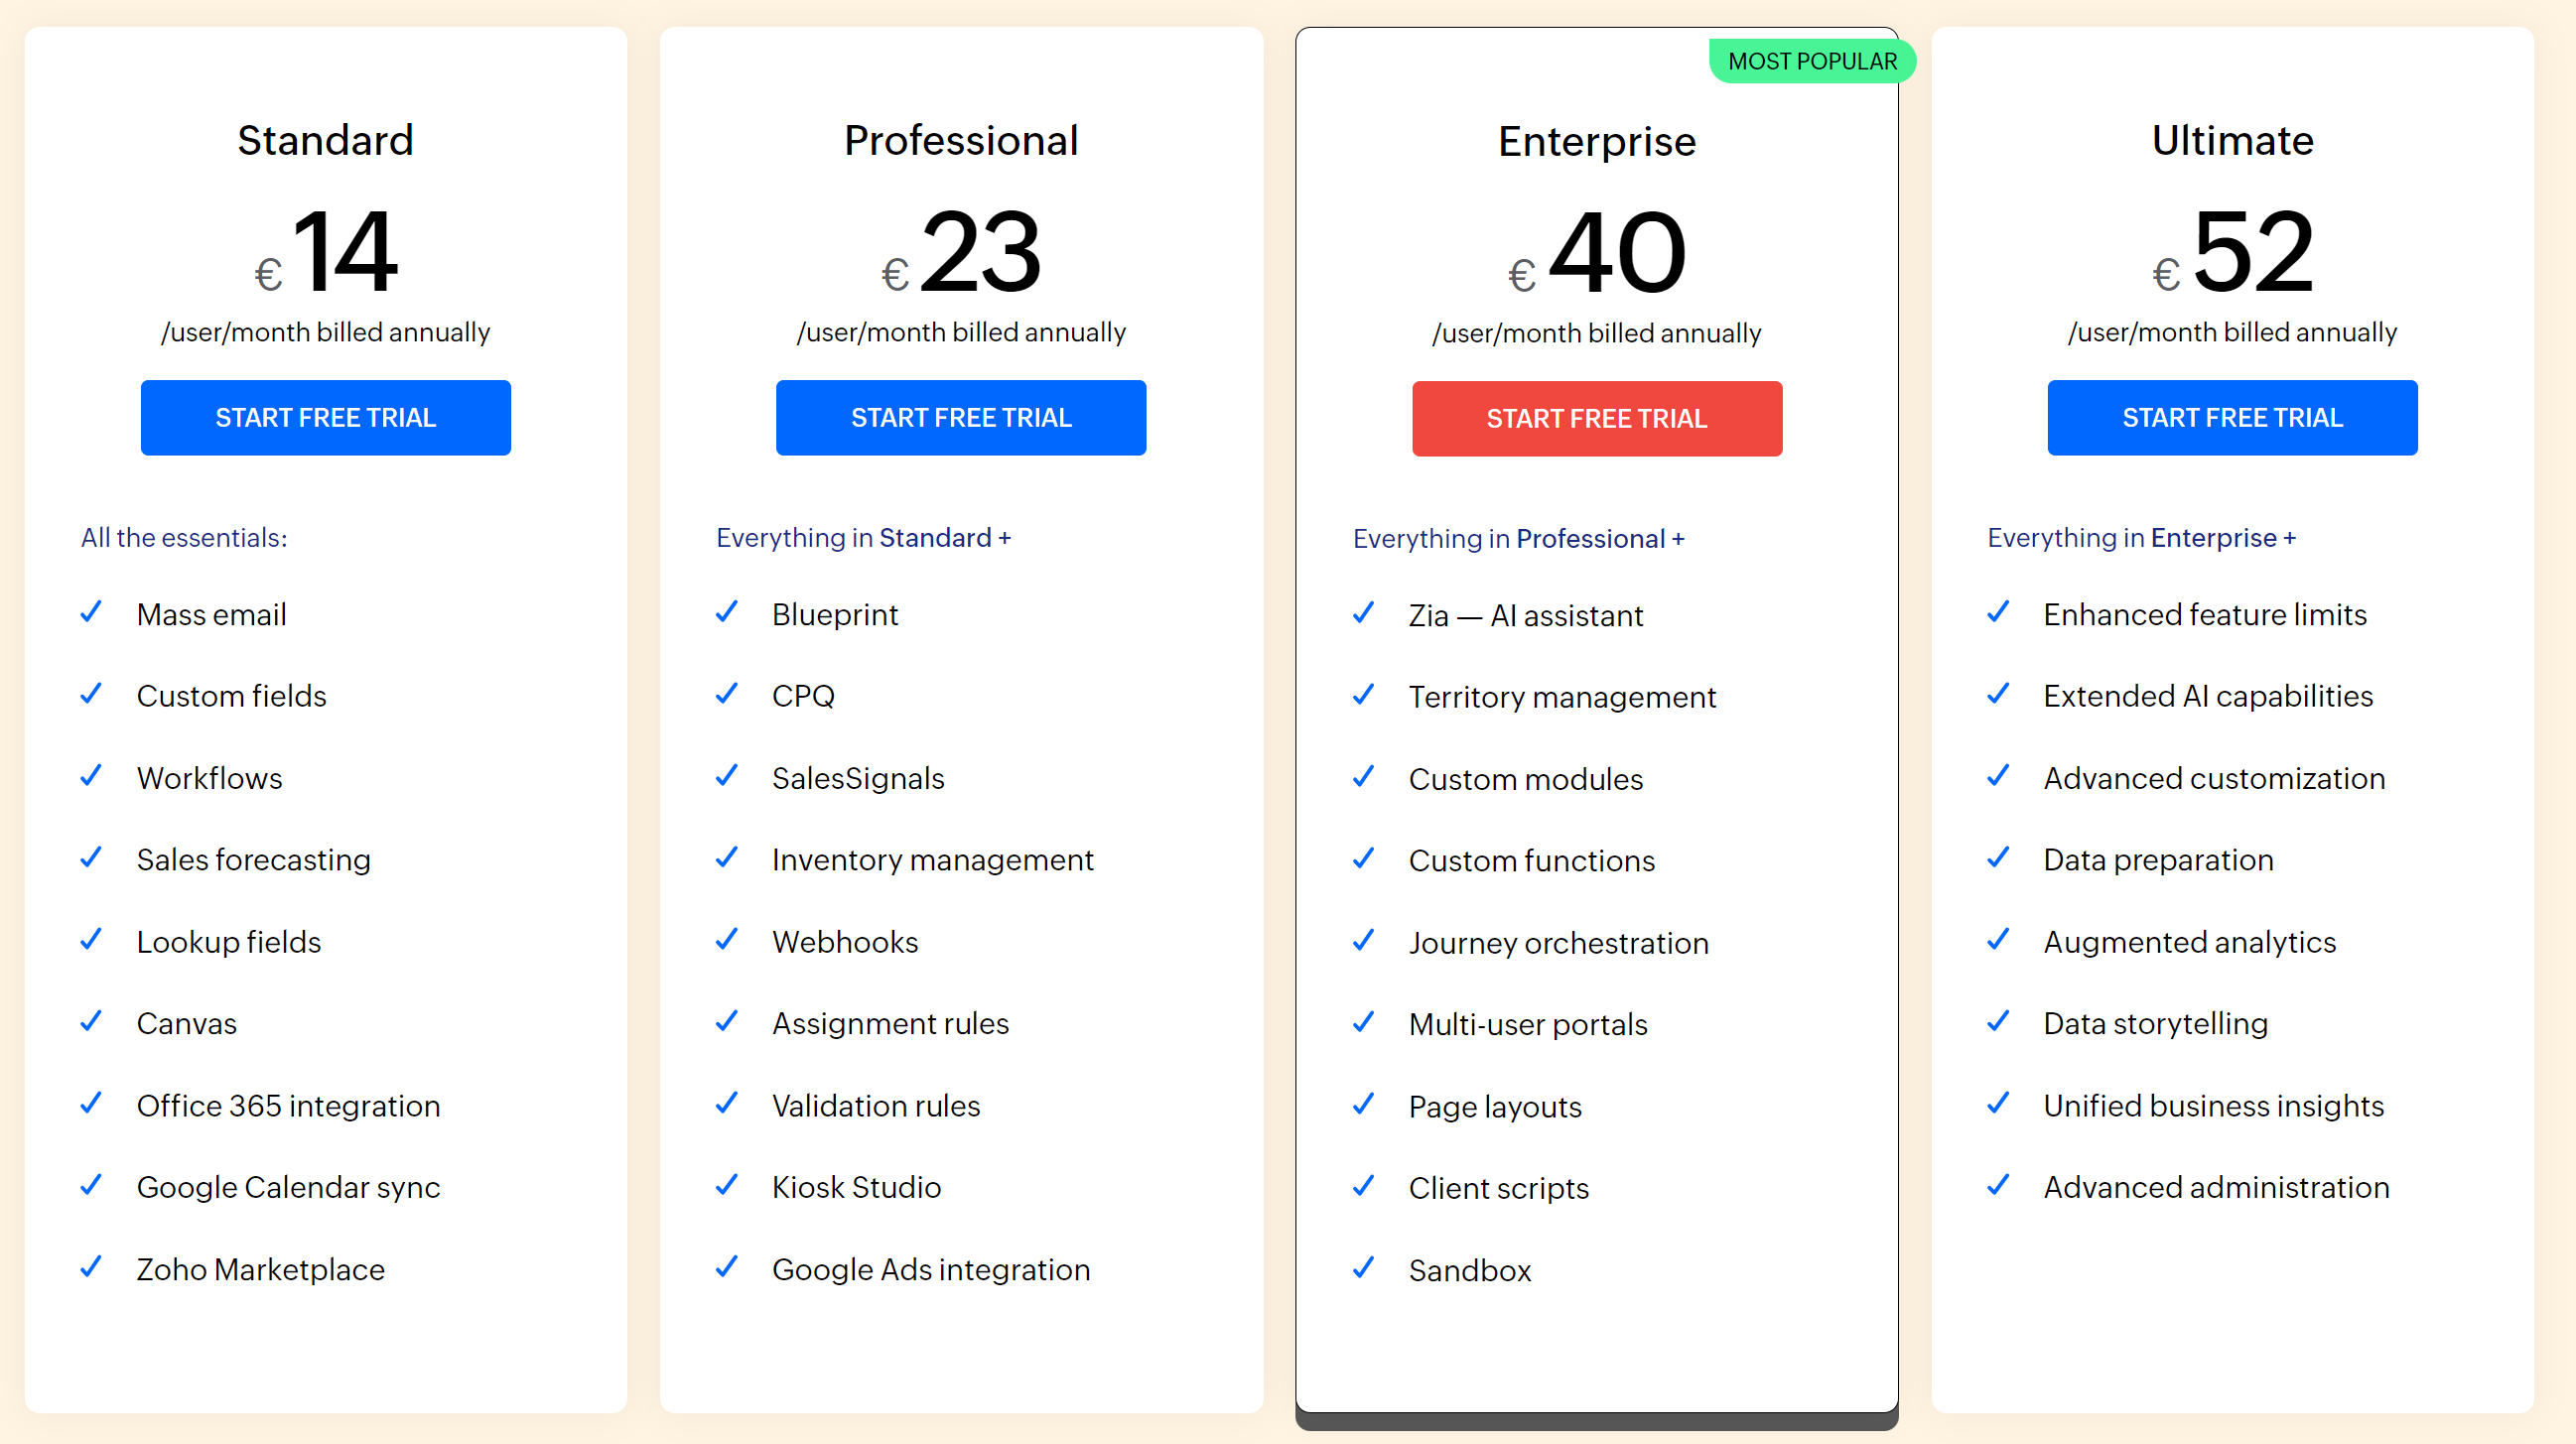 Standard
€ 14
/user/month billed annually
START FREE TRIAL
All the essentials:
Mass email
Custom fields
Workflows
Sales forecasting
Lookup fields
Canvas
Office 365 integration
Google Calendar sync
Zoho Marketplace
Professional
€ 23
/user/month billed annually
START FREE TRIAL
Everything in Standard +
Blueprint
CPQ
SalesSignals
Inventory management
Webhooks
Assignment rules
Validation rules
Kiosk Studio
Google Ads integration
MOST POPULAR
Enterprise
€ 40
/user/month billed annually
START FREE TRIAL
Everything in Professional +
Zia — AI assistant
Territory management
Custom modules
Custom functions
Journey orchestration
Multi-user portals
Page layouts
Client scripts
Sandbox
Ultimate
€ 52
/user/month billed annually
START FREE TRIAL
Everything in Enterprise +
Enhanced feature limits
Extended AI capabilities
Advanced customization
Data preparation
Augmented analytics
Data storytelling
Unified business insights
Advanced administration